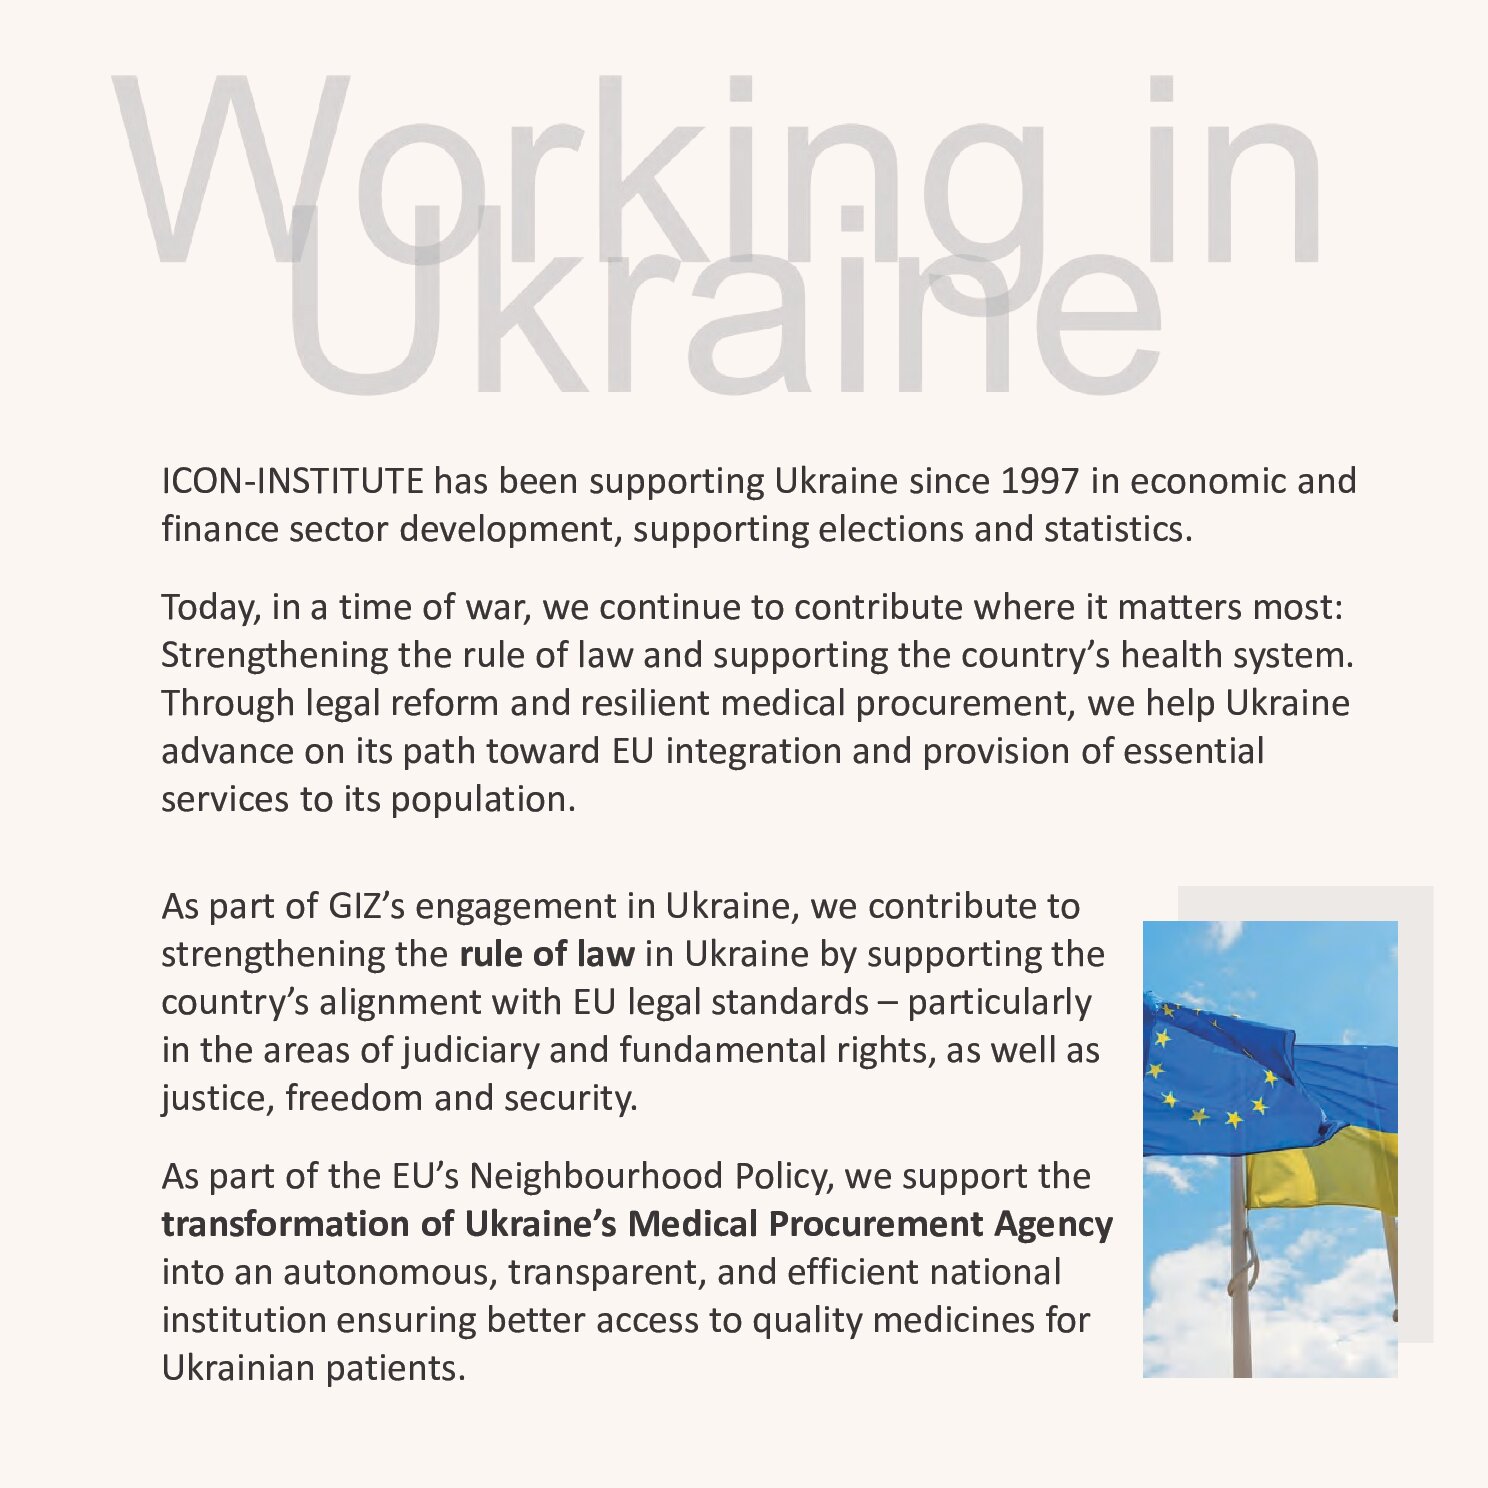 Working in
Ukraine
ICON-INSTITUTE has been supporting Ukraine since 1997 in economic and
finance sector development, supporting elections and statistics.
Today, in a time of war, we continue to contribute where it matters most:
Strengthening the rule of law and supporting the country’s health system.
Through legal reform and resilient medical procurement, we help Ukraine
advance on its path toward EU integration and provision of essential
services to its population.
As part of GIZ’s engagement in Ukraine, we contribute to
strengthening the rule of law in Ukraine by supporting the
country’s alignment with EU legal standards – particularly
in the areas of judiciary and fundamental rights, as well as
justice, freedom and security.
As part of the EU’s Neighbourhood Policy, we support the
transformation of Ukraine’s Medical Procurement Agency
into an autonomous, transparent, and efficient national
institution ensuring better access to quality medicines for
Ukrainian patients.